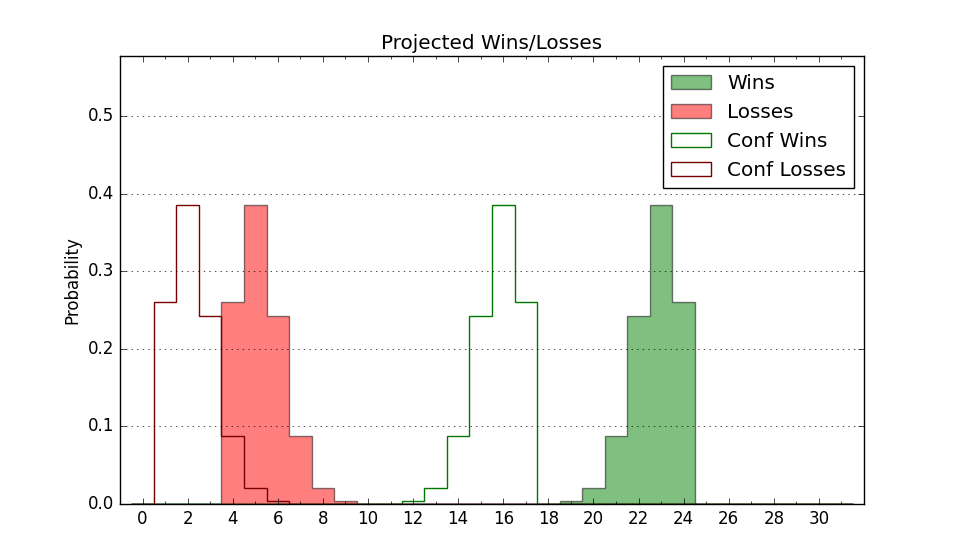 Projected Wins/Losses
Wins
Losses
Conf Wins
Conf Losses
Probability
0.5
0.4
0.3
0.2
0.1
0.0
0 2 4 6 8 10 12 14 16 18 20 22 24 26 28 30